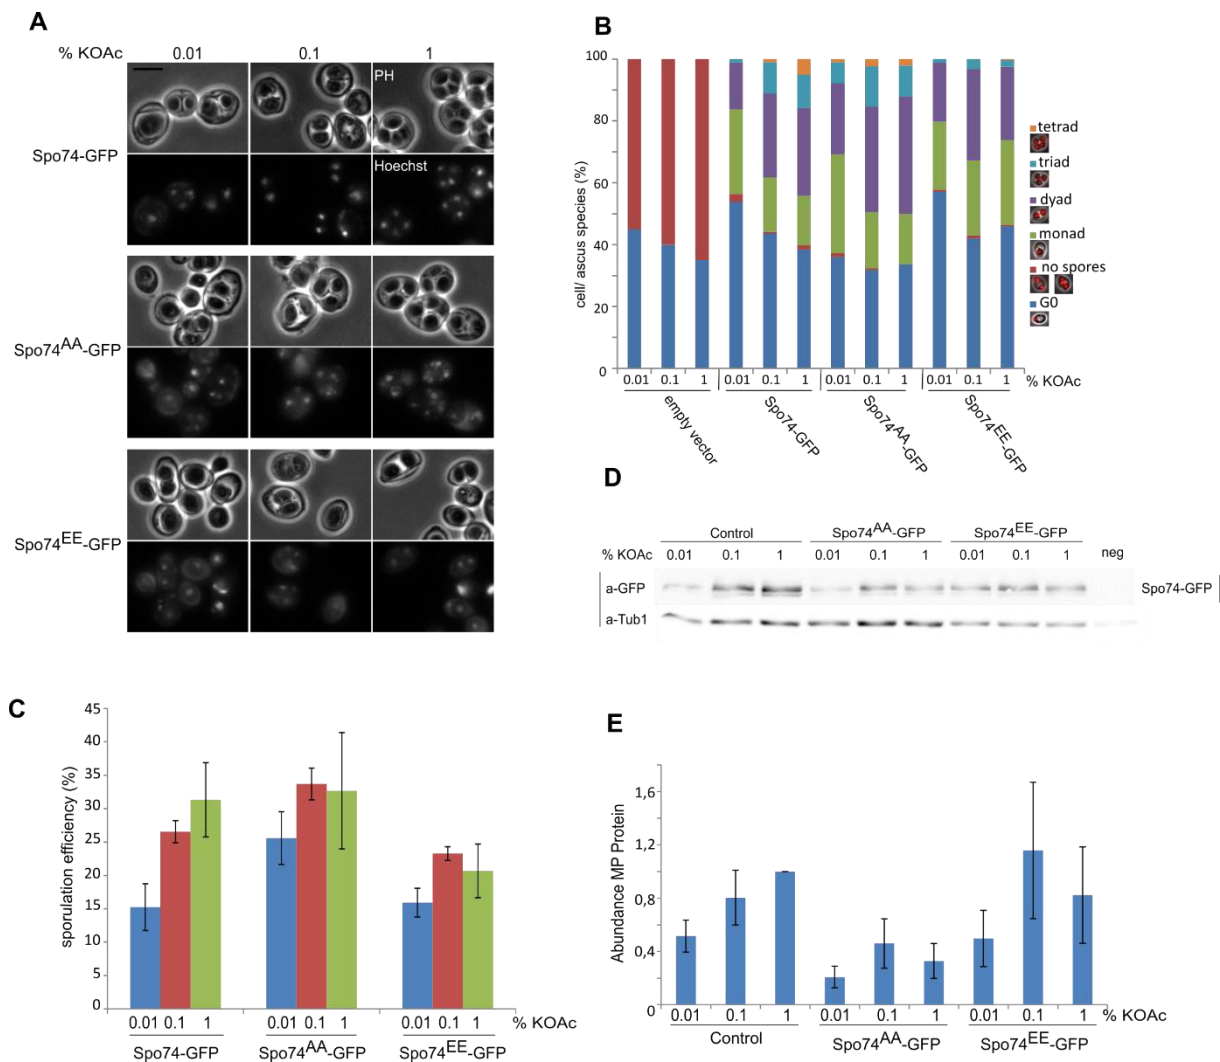 A
% KOAc 0.01 0.1 1
PH
Spo74-GFP
Hoechst
Spo74AA-GFP
Spo74EE-GFP
B
cell/ ascus species (%)
100
80
60
40
20
0
0.01 0.1 1 0.01 0.1 1 0.01 0.1 1 0.01 0.1 1 % KOAc
empty vector
Spo74-GFP
Spo74AA-GFP
Spo74EE-GFP
tetrad
triad
dyad
monad
no spores
G0
D
Control Spo74AA-GFP Spo74EE-GFP
% KOAc 0.01 0.1 1 0.01 0.1 1 0.01 0.1 1 neg
a-GFP Spo74-GFP
a-Tub1
C
sporulation efficiency (%)
45
40
35
30
25
20
15
10
5
0
0.01 0.1 1 0.01 0.1 1 0.01 0.1 1 % KOAc
Spo74-GFP Spo74AA-GFP Spo74EE-GFP
E
Abundance MP Protein
1,6
1,2
0,8
0,4
0
0.01 0.1 1 0.01 0.1 1 0.01 0.1 1 % KOAc
Control Spo74AA-GFP Spo74EE-GFP